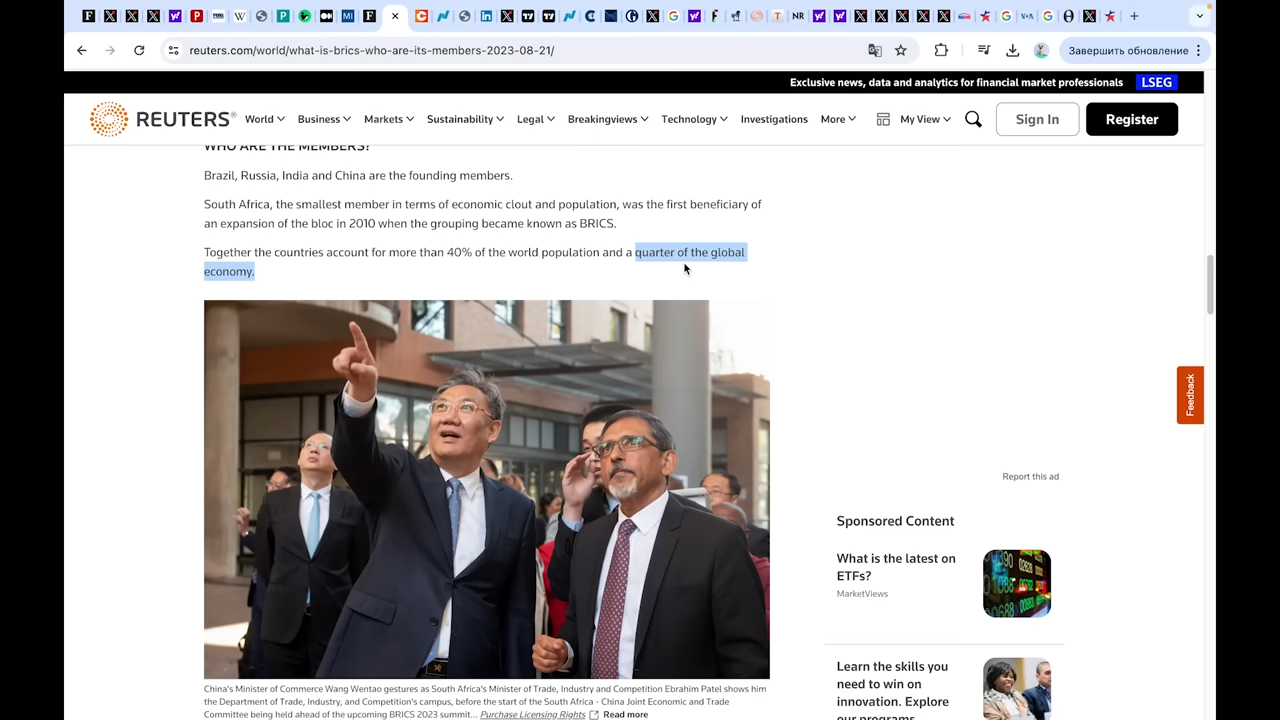 reuters.com/world/what-is-brics-who-are-its-members-2023-08-21/
Завершить обновление
Exclusive news, data and analytics for financial market professionals LSEG
REUTERS® World Business Markets Sustainability Legal Breakingviews Technology Investigations More My View Sign In Register
WHO ARE THE MEMBERS?
Brazil, Russia, India and China are the founding members.
South Africa, the smallest member in terms of economic clout and population, was the first beneficiary of
an expansion of the bloc in 2010 when the grouping became known as BRICS.
Together the countries account for more than 40% of the world population and a quarter of the global
economy.
China's Minister of Commerce Wang Wentao gestures as South Africa's Minister of Trade, Industry and Competition Ebrahim Patel shows him
the Department of Trade, Industry, and Competition's campus, before the start of the South Africa - China Joint Economic and Trade
Committee being held ahead of the upcoming BRICS 2023 summit... Purchase Licensing Rights Read more
Feedback
Report this ad
Sponsored Content
What is the latest on
ETFs?
MarketViews
Learn the skills you
need to win on
innovation. Explore
our programs